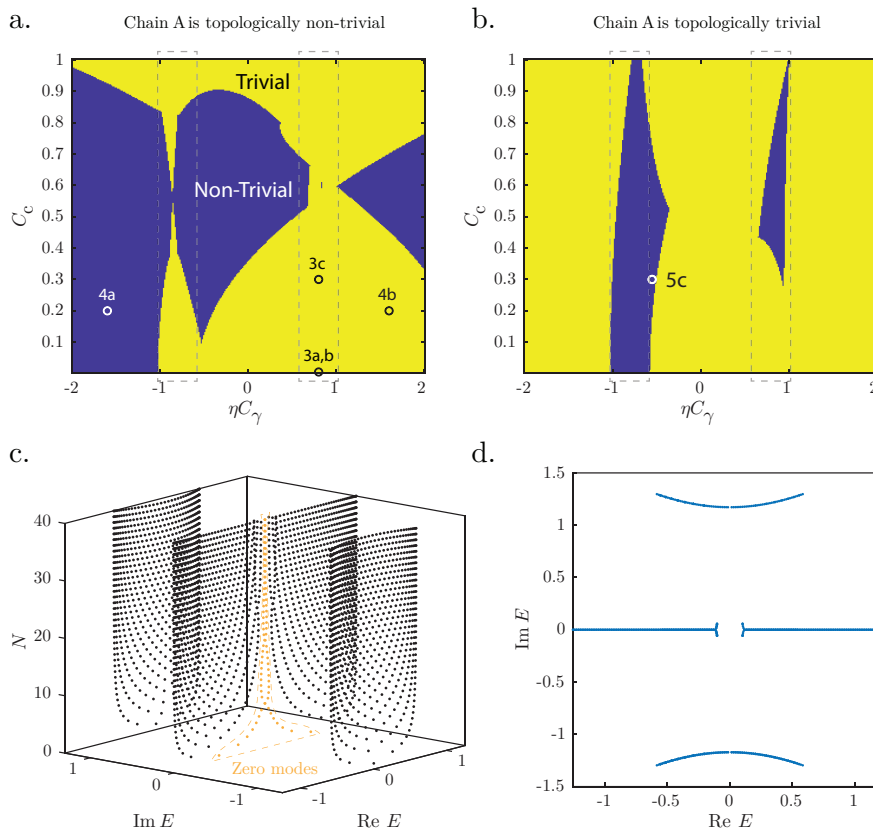 a.
Chain A is topologically non-trivial
1
0.9
0.8
0.7
0.6
0.5
0.4
0.3
0.2
0.1
C_c
Trivial
Non-Trivial
4a
3c
4b
3a,b
-2
-1
0
1
2
ηC_γ
b.
Chain A is topologically trivial
1
0.9
0.8
0.7
0.6
0.5
0.4
0.3
0.2
0.1
C_c
5c
-2
-1
0
1
2
ηC_γ
c.
40
30
20
10
0
N
Zero modes
1
0
-1
Im E
-1
0
1
Re E
d.
1.5
1
0.5
0
-0.5
-1
-1.5
Im E
-1
-0.5
0
0.5
1
Re E